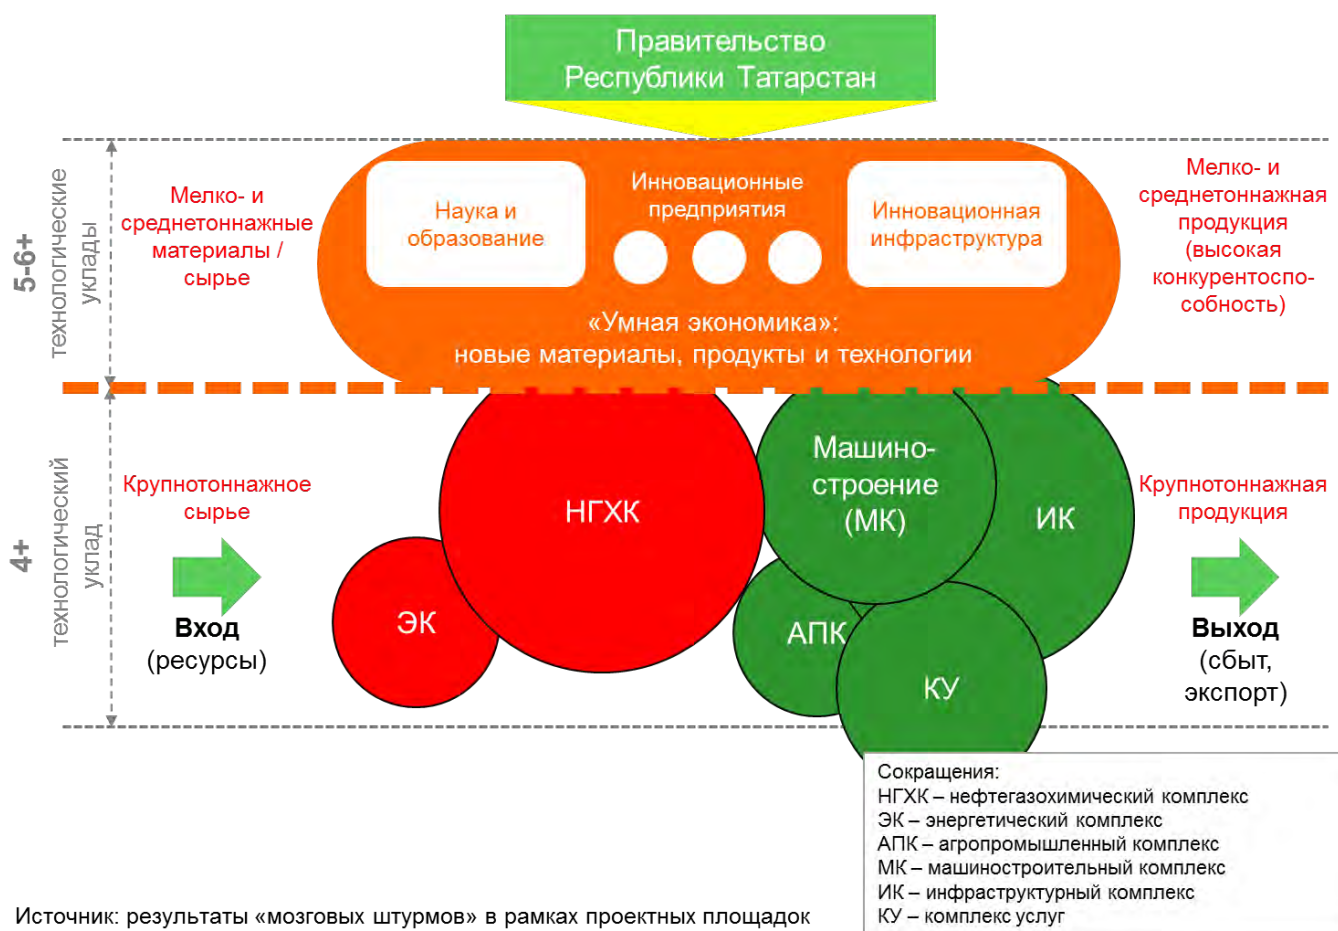 Правительство
Республики Татарстан
5-6+
технологические
уклады
Мелко- и
среднетоннажные
материалы /
сырье
Наука и
образование
Инновационные
предприятия
Инновационная
инфраструктура
«Умная экономика»:
новые материалы, продукты и технологии
Мелко- и
среднетоннажная
продукция
(высокая
конкурентоспо-
собность)
4+
технологический
уклад
Крупнотоннажное
сырье
Вход
(ресурсы)
ЭК
НГХК
Машино-
строение
(МК)
ИК
АПК
КУ
Крупнотоннажная
продукция
Выход
(сбыт,
экспорт)
Сокращения:
НГХК – нефтегазохимический комплекс
ЭК – энергетический комплекс
АПК – агропромышленный комплекс
МК – машиностроительный комплекс
ИК – инфраструктурный комплекс
КУ – комплекс услуг
Источник: результаты «мозговых штурмов» в рамках проектных площадок